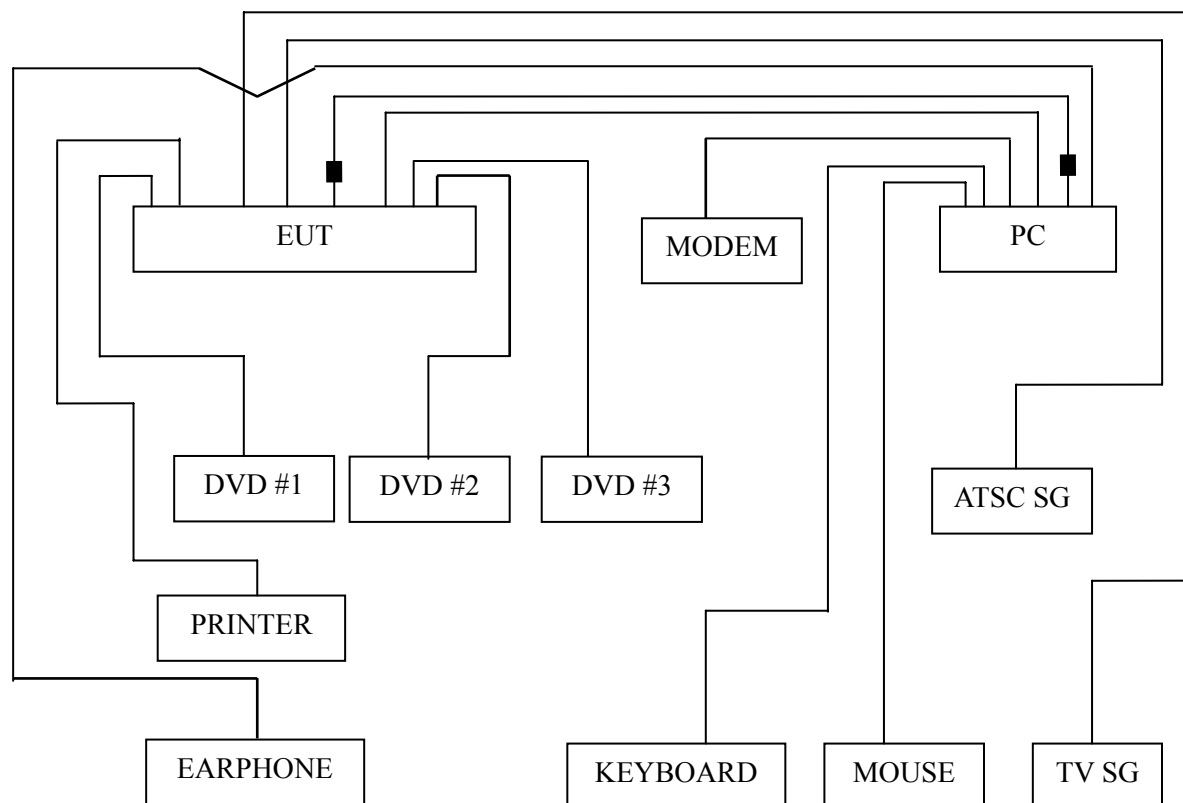 EUT
MODEM
PC
DVD #1
DVD #2
DVD #3
ATSC SG
PRINTER
EARPHONE
KEYBOARD
MOUSE
TV SG